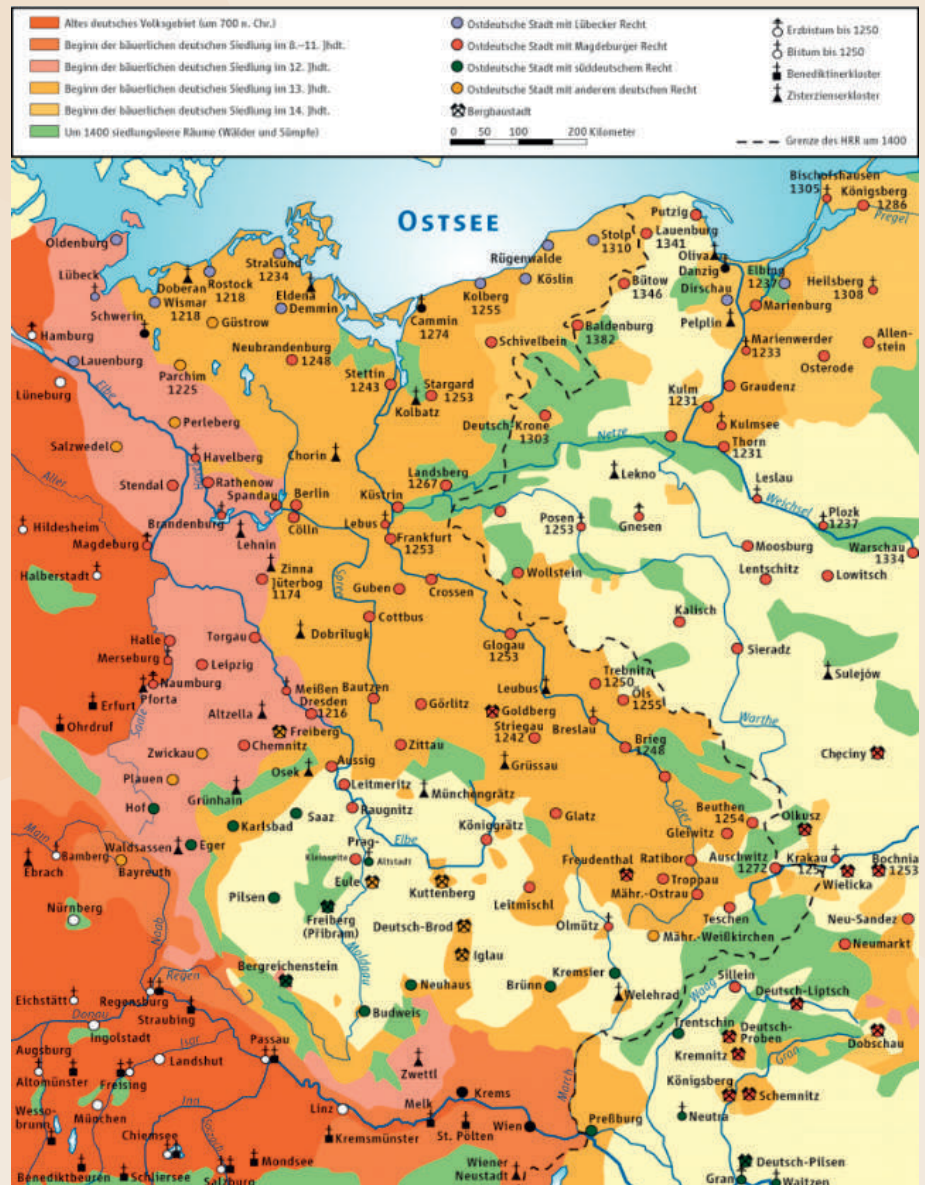 Altes deutsches Volksgebiet (um 700 n. Chr.)
Beginn der bäuerlichen deutschen Siedlung im 8.–11. Jhdt.
Beginn der bäuerlichen deutschen Siedlung im 12. Jhdt.
Beginn der bäuerlichen deutschen Siedlung im 13. Jhdt.
Beginn der bäuerlichen deutschen Siedlung im 14. Jhdt.
Um 1400 siedlungsleere Räume (Wälder und Sümpfe)
Ostdeutsche Stadt mit Lübecker Recht
Ostdeutsche Stadt mit Magdeburger Recht
Ostdeutsche Stadt mit süddeutschem Recht
Ostdeutsche Stadt mit anderem deutschen Recht
Bergbaustadt
0 50 100 200 Kilometer
Erzbistum bis 1250
Bistum bis 1250
Benediktinerkloster
Zisterzienserkloster
Grenze des HRR um 1400
Bischofshausen
1305
Königsberg
1286
Pregel
OSTSEE
Putzig
Lauenburg
1341
Stolp
1310
Rügenwalde
Köslin
Kolberg
1255
Bütow
1346
Oliva
Danzig
Dirschau
Elbing
1237
Marienburg
Heilsberg
1308
Pelplin
Marienwerder
1233
Allen-
stein
Osterode
Oldenburg
Lübeck
Stralsund
1234
Doberan
Rostock
1218
Wismar
1218
Eldena
Demmin
Güstrow
Schwerin
Hamburg
Cammin
1274
Schivelbein
Baldenburg
1382
Neubrandenburg
1248
Lauenburg
Elbe
Lüneburg
Parchim
1225
Stettin
1243
Stargard
1253
Kolbatz
Graudenz
Kulm
1231
Kulmsee
Thorn
1231
Deutsch-Krone
1303
Netze
Perleberg
Salzwedel
Havelberg
Chorin
Aller
Stendal
Rathenow
Havel
Spandau
Berlin
Cölln
Landsberg
1267
Küstrin
Lekno
Leslau
Weichsel
Plozk
1237
Gnesen
Posen
1253
Brandenburg
Lehnin
Lebus
Frankfurt
1253
Hildesheim
Magdeburg
Halberstadt
Zinna
Jüterbog
1174
Spree
Moosburg
Warschau
1334
Lentschitz
Lowitsch
Wollstein
Guben
Crossen
Cottbus
Kalisch
Sieradz
Sulejów
Dobrilugk
Torgau
Halle
Merseburg
Leipzig
Naumburg
Pforta
Erfurt
Ohrdruf
Saale
Glogau
1253
Leubus
Trebnitz
1250
Öls
1255
Warthe
Meißen
Dresden
1216
Bautzen
Altzella
Freiberg
Görlitz
Goldberg
Striegau
1242
Breslau
Brieg
1248
Chęciny
Zwickau
Chemnitz
Zittau
Grüssau
Plauen
Osek
Aussig
Grünhain
Leitmeritz
Münchengrätz
Hof
Saaz
Raugnitz
Karlsbad
Elbe
Königgrätz
Glatz
Oder
Beuthen
1254
Gleiwitz
Olkusz
Main
Bamberg
Ebrach
Waldsassen
Bayreuth
Eger
Prag-
Kleinseite
Altstadt
Eule
Kuttenberg
Freudenthal
Ratibor
Troppau
Auschwitz
1272
Krakau
Wielicka
Bochnia
1253
Nürnberg
Pilsen
Freiberg
(Přibram)
Leitmischl
Mähr.-Ostrau
Teschen
Neu-Sandez
Neumarkt
Naab
Deutsch-Brod
Iglau
Olmütz
Mähr.-Weißkirchen
Bergreichenstein
Moldau
Regen
Eichstätt
Regensburg
Donau
Ingolstadt
Straubing
Neuhaus
Brünn
Kremsier
Welehrad
Waag
Sillein
Deutsch-Liptsch
Budweis
Trentschin
Deutsch-
Proben
Kremnitz
Gran
Dobschau
Isar
Augsburg
Altomünster
Freising
Landshut
Passau
Zwettl
Königsberg
Schemnitz
Wesso-
brunn
München
Inn
Salzach
Linz
Krems
Melk
March
Neutra
Kremsmünster
St. Pölten
Wien
Preßburg
Chiemsee
Mondsee
Benediktbeuren
Schliersee
Salzburg
Wiener
Neustadt
Deutsch-Pilsen
Gran
Waitzen